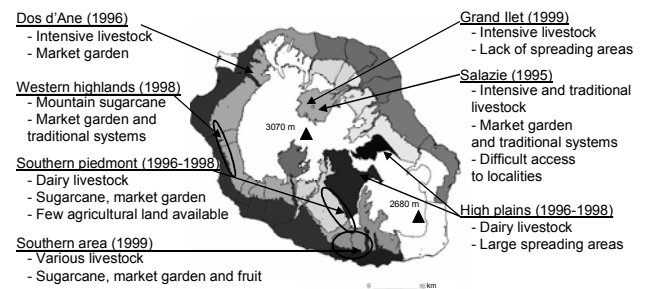 Dos d'Ane (1996)
- Intensive livestock
- Market garden
Western highlands (1998)
- Mountain sugarcane
- Market garden and
traditional systems
Southern piedmont (1996-1998)
- Dairy livestock
- Sugarcane, market garden
- Few agricultural land available
Southern area (1999)
- Various livestock
- Sugarcane, market garden and fruit
3070 m
2680 m
Grand Ilet (1999)
- Intensive livestock
- Lack of spreading areas
Salazie (1995)
- Intensive and traditional
livestock
- Market garden
and traditional systems
- Difficult access
to localities
High plains (1996-1998)
- Dairy livestock
- Large spreading areas
km